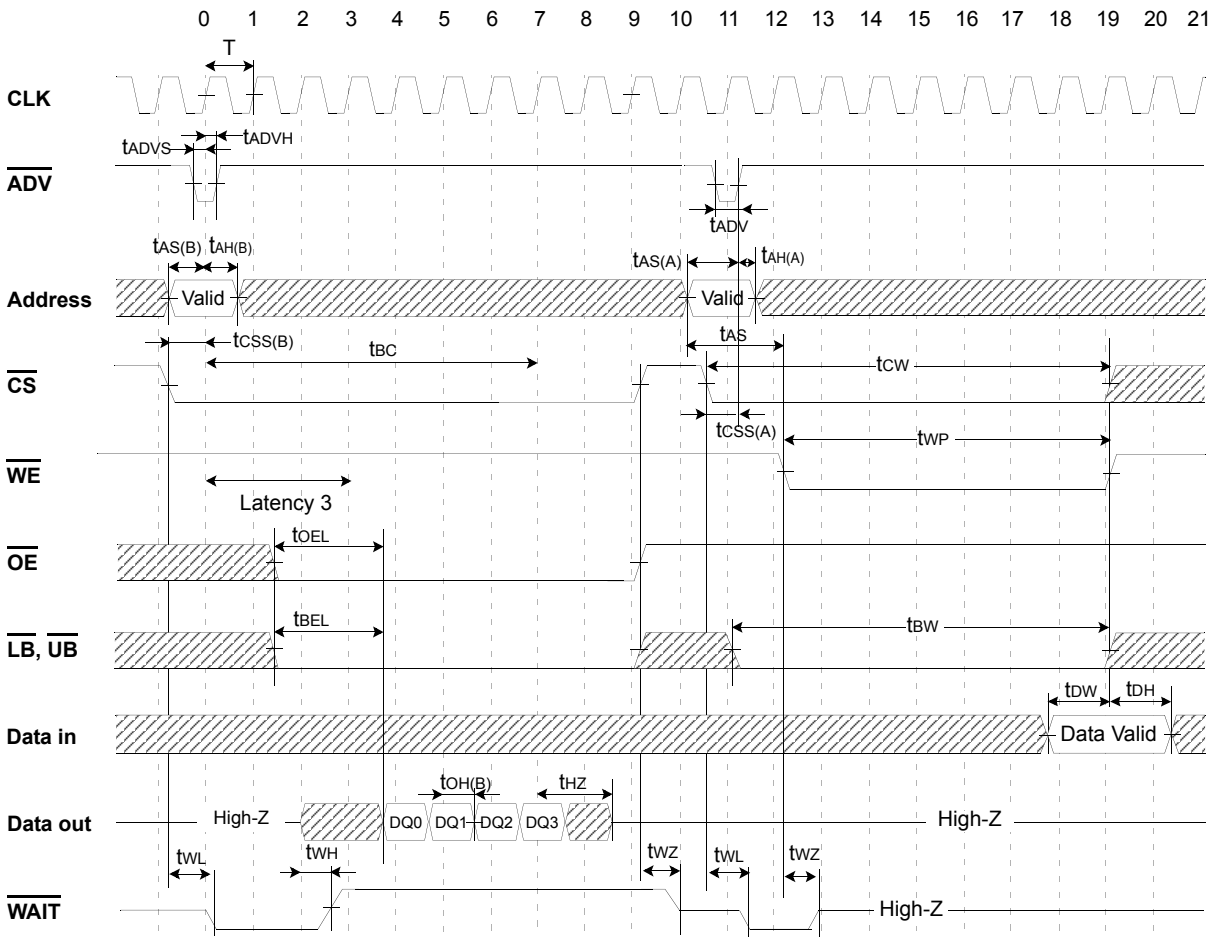 0 1 2 3 4 5 6 7 8 9 10 11 12 13 14 15 16 17 18 19 20 21
T
CLK
tADVH
tADVS
ADV
tADV
tAS(B) tAH(B) tAS(A) tAH(A)
Address Valid Valid
tCSS(B) tBC tAS
CS tCW
tCSS(A)
tWP
WE
Latency 3
tOEL
OE
tBEL
LB, UB tBW
tDW tDH
Data in Data Valid
tOH(B) tHZ
Data out High-Z DQ0 DQ1 DQ2 DQ3 High-Z
tWL tWH tWZ tWL tWZ
WAIT High-Z